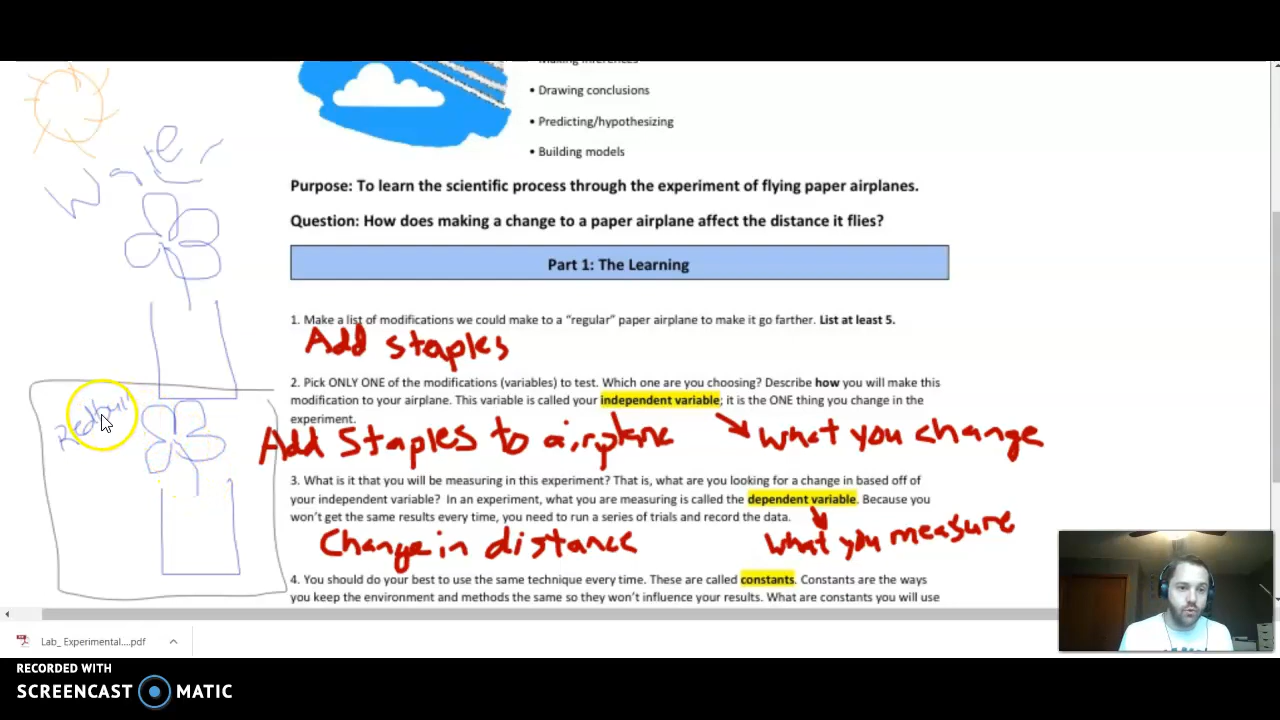 • Drawing conclusions
• Predicting/hypothesizing
• Building models
Water
Purpose: To learn the scientific process through the experiment of flying paper airplanes.
Question: How does making a change to a paper airplane affect the distance it flies?
Part 1: The Learning
1. Make a list of modifications we could make to a “regular” paper airplane to make it go farther. List at least 5.
Add staples
2. Pick ONLY ONE of the modifications (variables) to test. Which one are you choosing? Describe how you will make this
modification to your airplane. This variable is called your independent variable; it is the ONE thing you change in the
experiment.
Redbull
Add Staples to airplane
what you change
3. What is it that you will be measuring in this experiment? That is, what are you looking for a change in based off of
your independent variable? In an experiment, what you are measuring is called the dependent variable. Because you
won’t get the same results every time, you need to run a series of trials and record the data.
Change in distance
what you measure
4. You should do your best to use the same technique every time. These are called constants. Constants are the ways
you keep the environment and methods the same so they won’t influence your results. What are constants you will use
Lab_ Experimental....pdf
RECORDED WITH
SCREENCAST MATIC